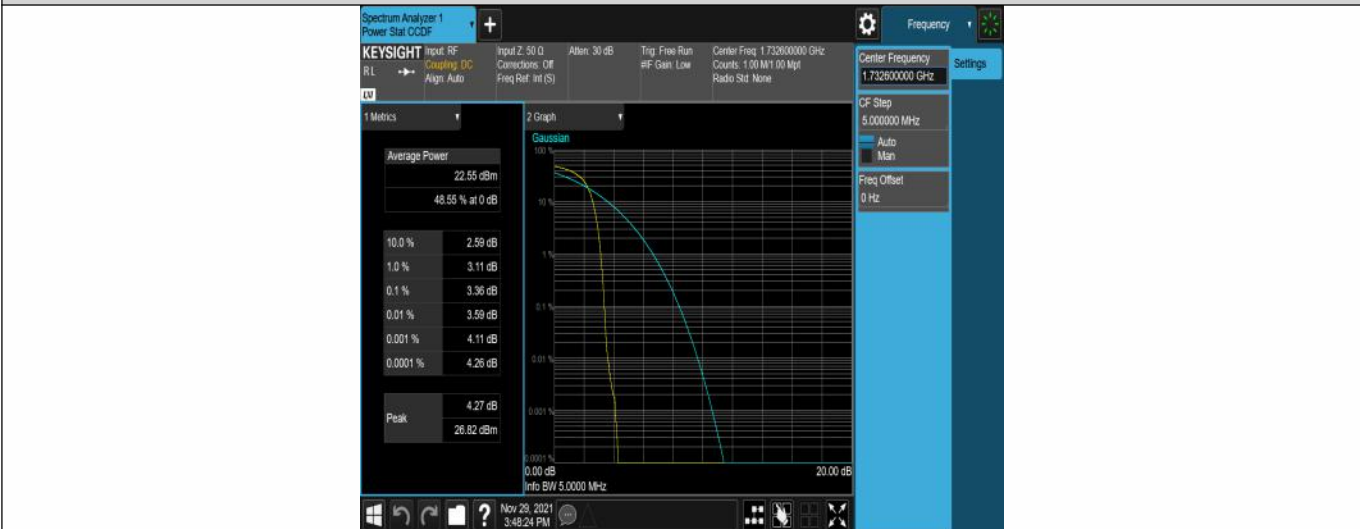 Spectrum Analyzer 1
Power Stat CCDF
+
Frequency
KEYSIGHT
RL
LXI
Input: RF
Coupling: DC
Align: Auto
Input Z: 50 Ω
Corrections: Off
Freq Ref: Int (S)
Atten: 30 dB
Trig: Free Run
#IF Gain: Low
Center Freq: 1.732600000 GHz
Counts: 1.00 M/1.00 Mpt
Radio Std: None
Center Frequency
1.732600000 GHz
Settings
CF Step
5.000000 MHz
Auto
Man
Freq Offset
0 Hz
1 Metrics
Average Power
22.55 dBm
48.55 % at 0 dB
10.0 % 2.59 dB
1.0 % 3.11 dB
0.1 % 3.36 dB
0.01 % 3.59 dB
0.001 % 4.11 dB
0.0001 % 4.26 dB
Peak
4.27 dB
26.82 dBm
2 Graph
Gaussian
100 %
10 %
1 %
0.1 %
0.01 %
0.001 %
0.0001 %
0.00 dB 20.00 dB
Info BW 5.0000 MHz
?
Nov 29, 2021
3:48:24 PM